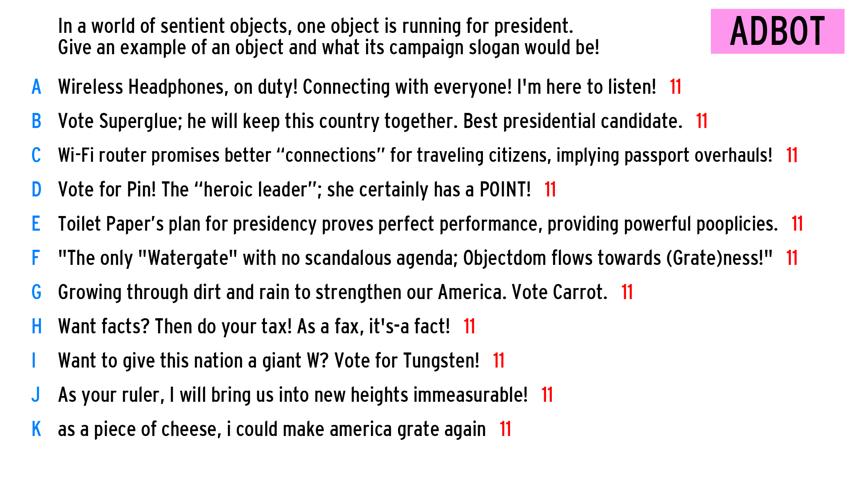 In a world of sentient objects, one object is running for president.
Give an example of an object and what its campaign slogan would be!
ADBOT
A Wireless Headphones, on duty! Connecting with everyone! I'm here to listen! 11
B Vote Superglue; he will keep this country together. Best presidential candidate. 11
C Wi-Fi router promises better “connections” for traveling citizens, implying passport overhauls! 11
D Vote for Pin! The “heroic leader”; she certainly has a POINT! 11
E Toilet Paper’s plan for presidency proves perfect performance, providing powerful pooplicies. 11
F "The only "Watergate" with no scandalous agenda; Objectdom flows towards (Grate)ness!" 11
G Growing through dirt and rain to strengthen our America. Vote Carrot. 11
H Want facts? Then do your tax! As a fax, it's-a fact! 11
I Want to give this nation a giant W? Vote for Tungsten! 11
J As your ruler, I will bring us into new heights immeasurable! 11
K as a piece of cheese, i could make america grate again 11